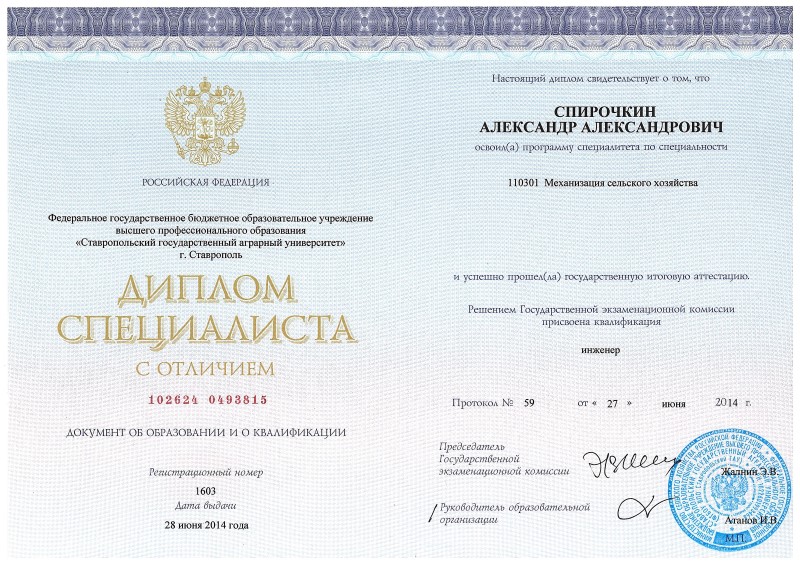 РОССИЙСКАЯ ФЕДЕРАЦИЯ
Федеральное государственное бюджетное образовательное учреждение
высшего профессионального образования
«Ставропольский государственный аграрный университет»
г. Ставрополь
ДИПЛОМ
СПЕЦИАЛИСТА
С ОТЛИЧИЕМ
102624 0493815
ДОКУМЕНТ ОБ ОБРАЗОВАНИИ И О КВАЛИФИКАЦИИ
Регистрационный номер
1603
Дата выдачи
28 июня 2014 года
Настоящий диплом свидетельствует о том, что
СПИРОЧКИН
АЛЕКСАНДР АЛЕКСАНДРОВИЧ
освоил(а) программу специалитета по специальности
110301 Механизация сельского хозяйства
и успешно прошел(ла) государственную итоговую аттестацию.
Решением Государственной экзаменационной комиссии
присвоена квалификация
инженер
Протокол № 59 от « 27 » июня 2014 г.
Председатель
Государственной
экзаменационной комиссии
Жадний Э.В.
Руководитель образовательной
организации
Атанов И.В.
М.П.